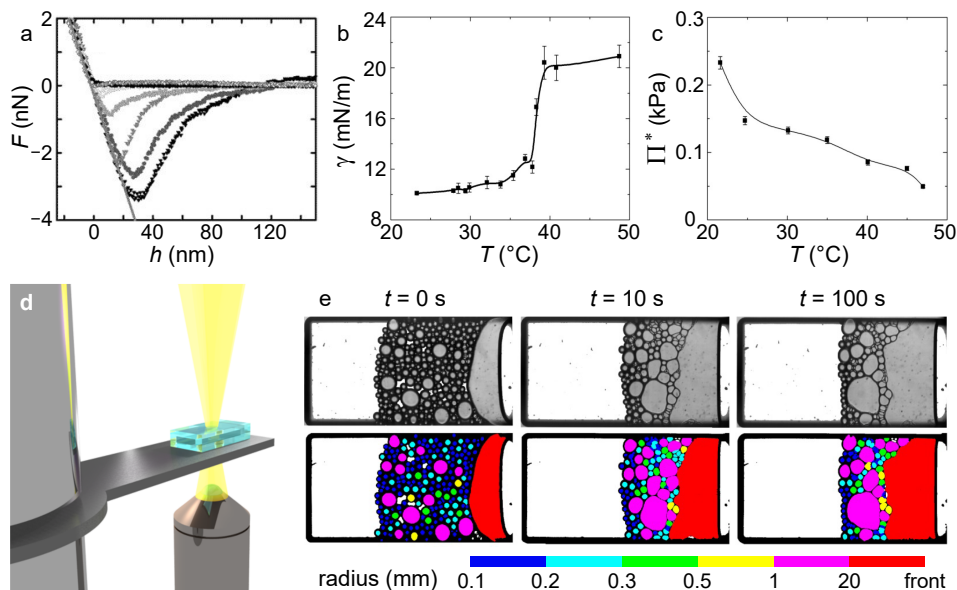 a
F (nN)
2
0
−2
−4
0
40
80
120
h (nm)
b
γ (mN/m)
24
20
16
12
8
20
30
40
50
T (°C)
c
Π* (kPa)
0.3
0.2
0.1
0
20
30
40
50
T (°C)
d
e
t = 0 s
t = 10 s
t = 100 s
radius (mm)
0.1
0.2
0.3
0.5
1
20
front